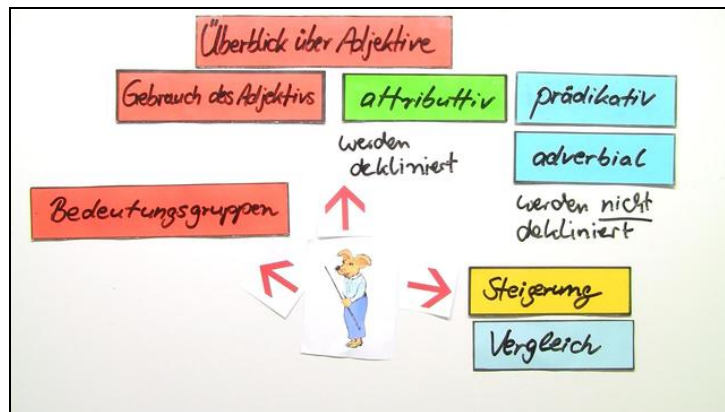 Überblick über Adjektive
Gebrauch des Adjektivs
attributtiv
prädikativ
werden
dekliniert
adverbial
werden nicht
dekliniert
Bedeutungsgruppen
Steigerung
Vergleich